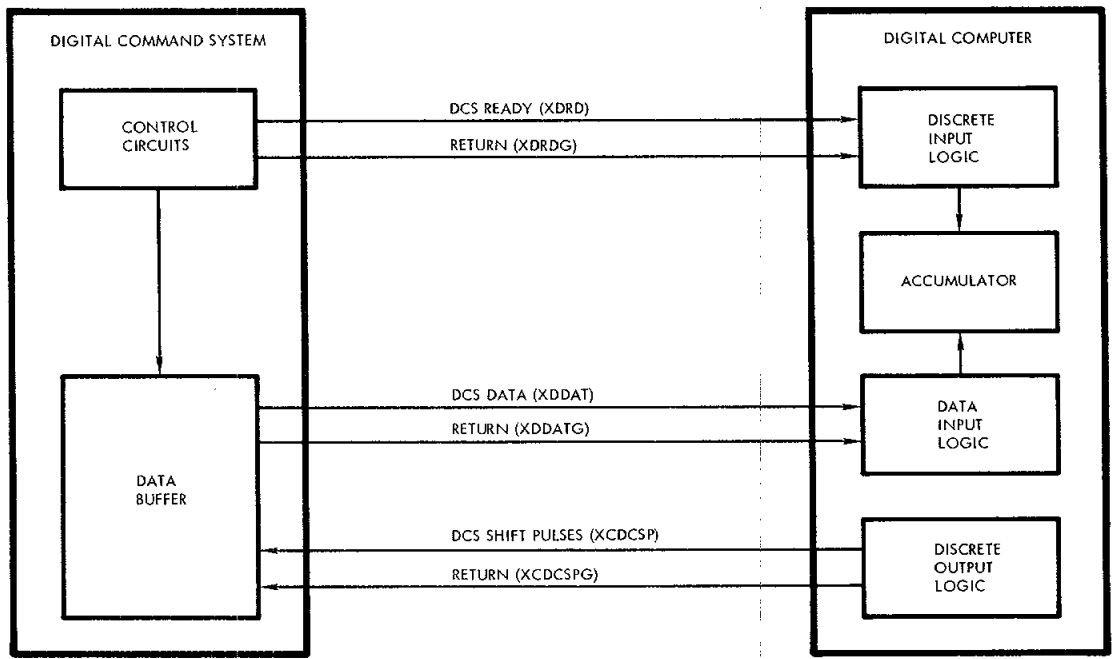 DIGITAL COMMAND SYSTEM
DIGITAL COMPUTER
CONTROL
CIRCUITS
DCS READY (XDRD)
RETURN (XDRDG)
DISCRETE
INPUT
LOGIC
ACCUMULATOR
DATA
BUFFER
DCS DATA (XDDAT)
RETURN (XDDATG)
DATA
INPUT
LOGIC
DCS SHIFT PULSES (XCDCSP)
RETURN (XCDCSPG)
DISCRETE
OUTPUT
LOGIC